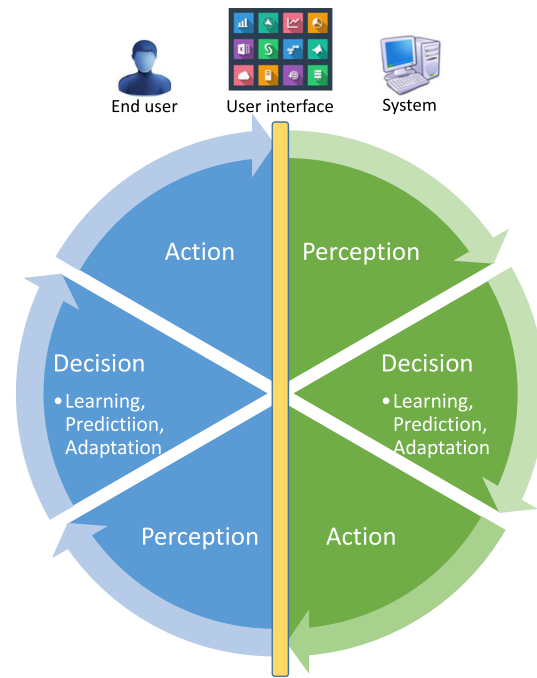 End user
User interface
System
Action
Perception
Decision
•Learning,
Predictiion,
Adaptation
Decision
•Learning,
Prediction,
Adaptation
Perception
Action